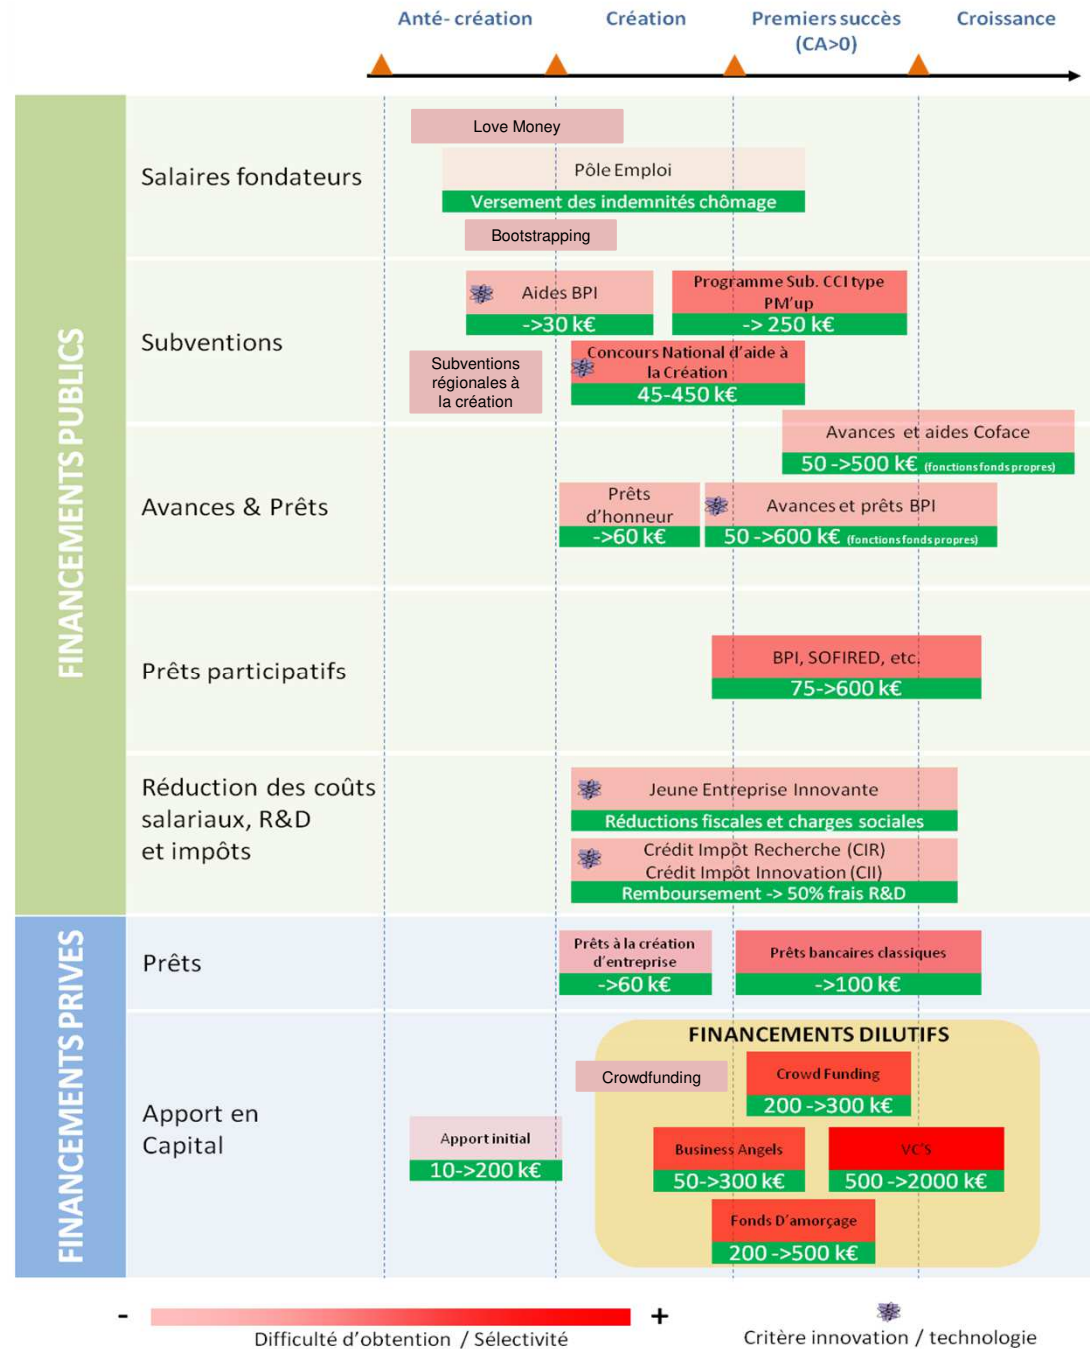 Anté- création
Création
Premiers succès
(CA>0)
Croissance
FINANCEMENTS PUBLICS
Salaires fondateurs
Love Money
Pôle Emploi
Versement des indemnités chômage
Bootstrapping
Subventions
Aides BPI
->30 k€
Programme Sub. CCI type
PM'up
-> 250 k€
Subventions
régionales à
la création
Concours National d'aide à
la Création
45-450 k€
Avances et aides Coface
50 ->500 k€ (fonctions fonds propres)
Avances & Prêts
Prêts
d'honneur
->60 k€
Avances et prêts BPI
50 ->600 k€ (fonctions fonds propres)
Prêts participatifs
BPI, SOFIRED, etc.
75->600 k€
Réduction des coûts
salariaux, R&D
et impôts
Jeune Entreprise Innovante
Réductions fiscales et charges sociales
Crédit Impôt Recherche (CIR)
Crédit Impôt Innovation (CII)
Remboursement -> 50% frais R&D
FINANCEMENTS PRIVES
Prêts
Prêts à la création
d'entreprise
->60 k€
Prêts bancaires classiques
->100 k€
Apport en
Capital
FINANCEMENTS DILUTIFS
Crowdfunding
Crowd Funding
200 ->300 k€
Apport initial
10->200 k€
Business Angels
50->300 k€
VC'S
500 ->2000 k€
Fonds D'amorçage
200 ->500 k€
- +
Difficulté d'obtention / Sélectivité
Critère innovation / technologie